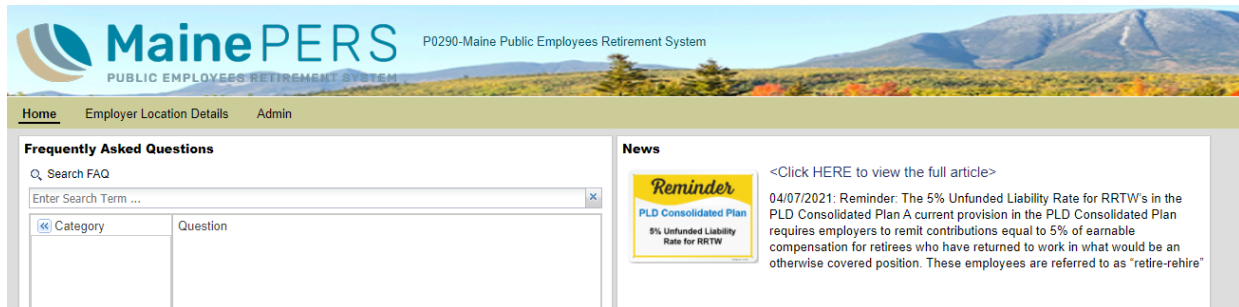 MainePERS
PUBLIC EMPLOYEES RETIREMENT SYSTEM
P0290-Maine Public Employees Retirement System
Home Employer Location Details Admin
Frequently Asked Questions
Search FAQ
Enter Search Term ...
Category Question
News
Reminder
PLD Consolidated Plan
5% Unfunded Liability
Rate for RRTW
<Click HERE to view the full article>
04/07/2021: Reminder: The 5% Unfunded Liability Rate for RRTW's in the
PLD Consolidated Plan A current provision in the PLD Consolidated Plan
requires employers to remit contributions equal to 5% of earnable
compensation for retirees who have returned to work in what would be an
otherwise covered position. These employees are referred to as "retire-rehire"